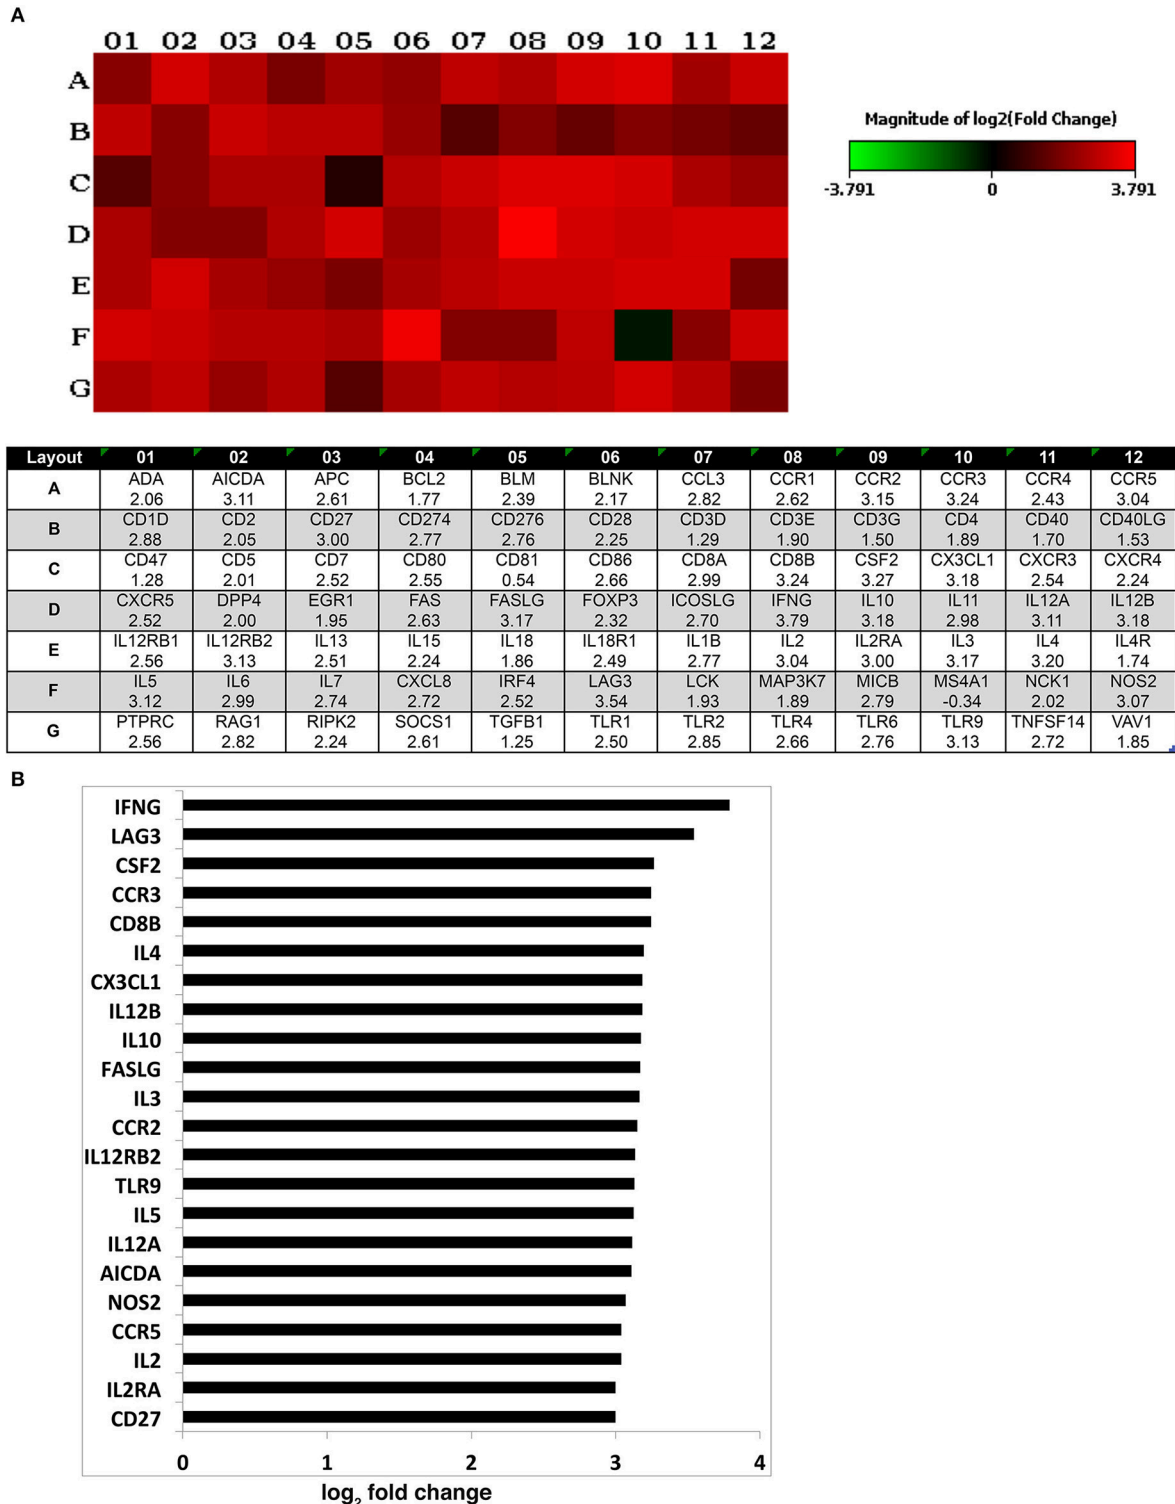 A
01 02 03 04 05 06 07 08 09 10 11 12
A
B
C
D
E
F
G
Magnitude of log2(Fold Change)
-3.791 0 3.791
Layout 01 02 03 04 05 06 07 08 09 10 11 12
A ADA AICDA APC BCL2 BLM BLNK CCL3 CCR1 CCR2 CCR3 CCR4 CCR5
2.06 3.11 2.61 1.77 2.39 2.17 2.82 2.62 3.15 3.24 2.43 3.04
B CD1D CD2 CD27 CD274 CD276 CD28 CD3D CD3E CD3G CD4 CD40 CD40LG
2.88 2.05 3.00 2.77 2.76 2.25 1.29 1.90 1.50 1.89 1.70 1.53
C CD47 CD5 CD7 CD80 CD81 CD86 CD8A CD8B CSF2 CX3CL1 CXCR3 CXCR4
1.28 2.01 2.52 2.55 0.54 2.66 2.99 3.24 3.27 3.18 2.54 2.24
D CXCR5 DPP4 EGR1 FAS FASLG FOXP3 ICOSLG IFNG IL10 IL11 IL12A IL12B
2.52 2.00 1.95 2.63 3.17 2.32 2.70 3.79 3.18 2.98 3.11 3.18
E IL12RB1 IL12RB2 IL13 IL15 IL18 IL18R1 IL1B IL2 IL2RA IL3 IL4 IL4R
2.56 3.13 2.51 2.24 1.86 2.49 2.77 3.04 3.00 3.17 3.20 1.74
F IL5 IL6 IL7 CXCL8 IRF4 LAG3 LCK MAP3K7 MICB MS4A1 NCK1 NOS2
3.12 2.99 2.74 2.72 2.52 3.54 1.93 1.89 2.79 -0.34 2.02 3.07
G PTPRC RAG1 RIPK2 SOCS1 TGFB1 TLR1 TLR2 TLR4 TLR6 TLR9 TNFSF14 VAV1
2.56 2.82 2.24 2.61 1.25 2.50 2.85 2.66 2.76 3.13 2.72 1.85
B
IFNG
LAG3
CSF2
CCR3
CD8B
IL4
CX3CL1
IL12B
IL10
FASLG
IL3
CCR2
IL12RB2
TLR9
IL5
IL12A
AICDA
NOS2
CCR5
IL2
IL2RA
CD27
0 1 2 3 4
log₂ fold change